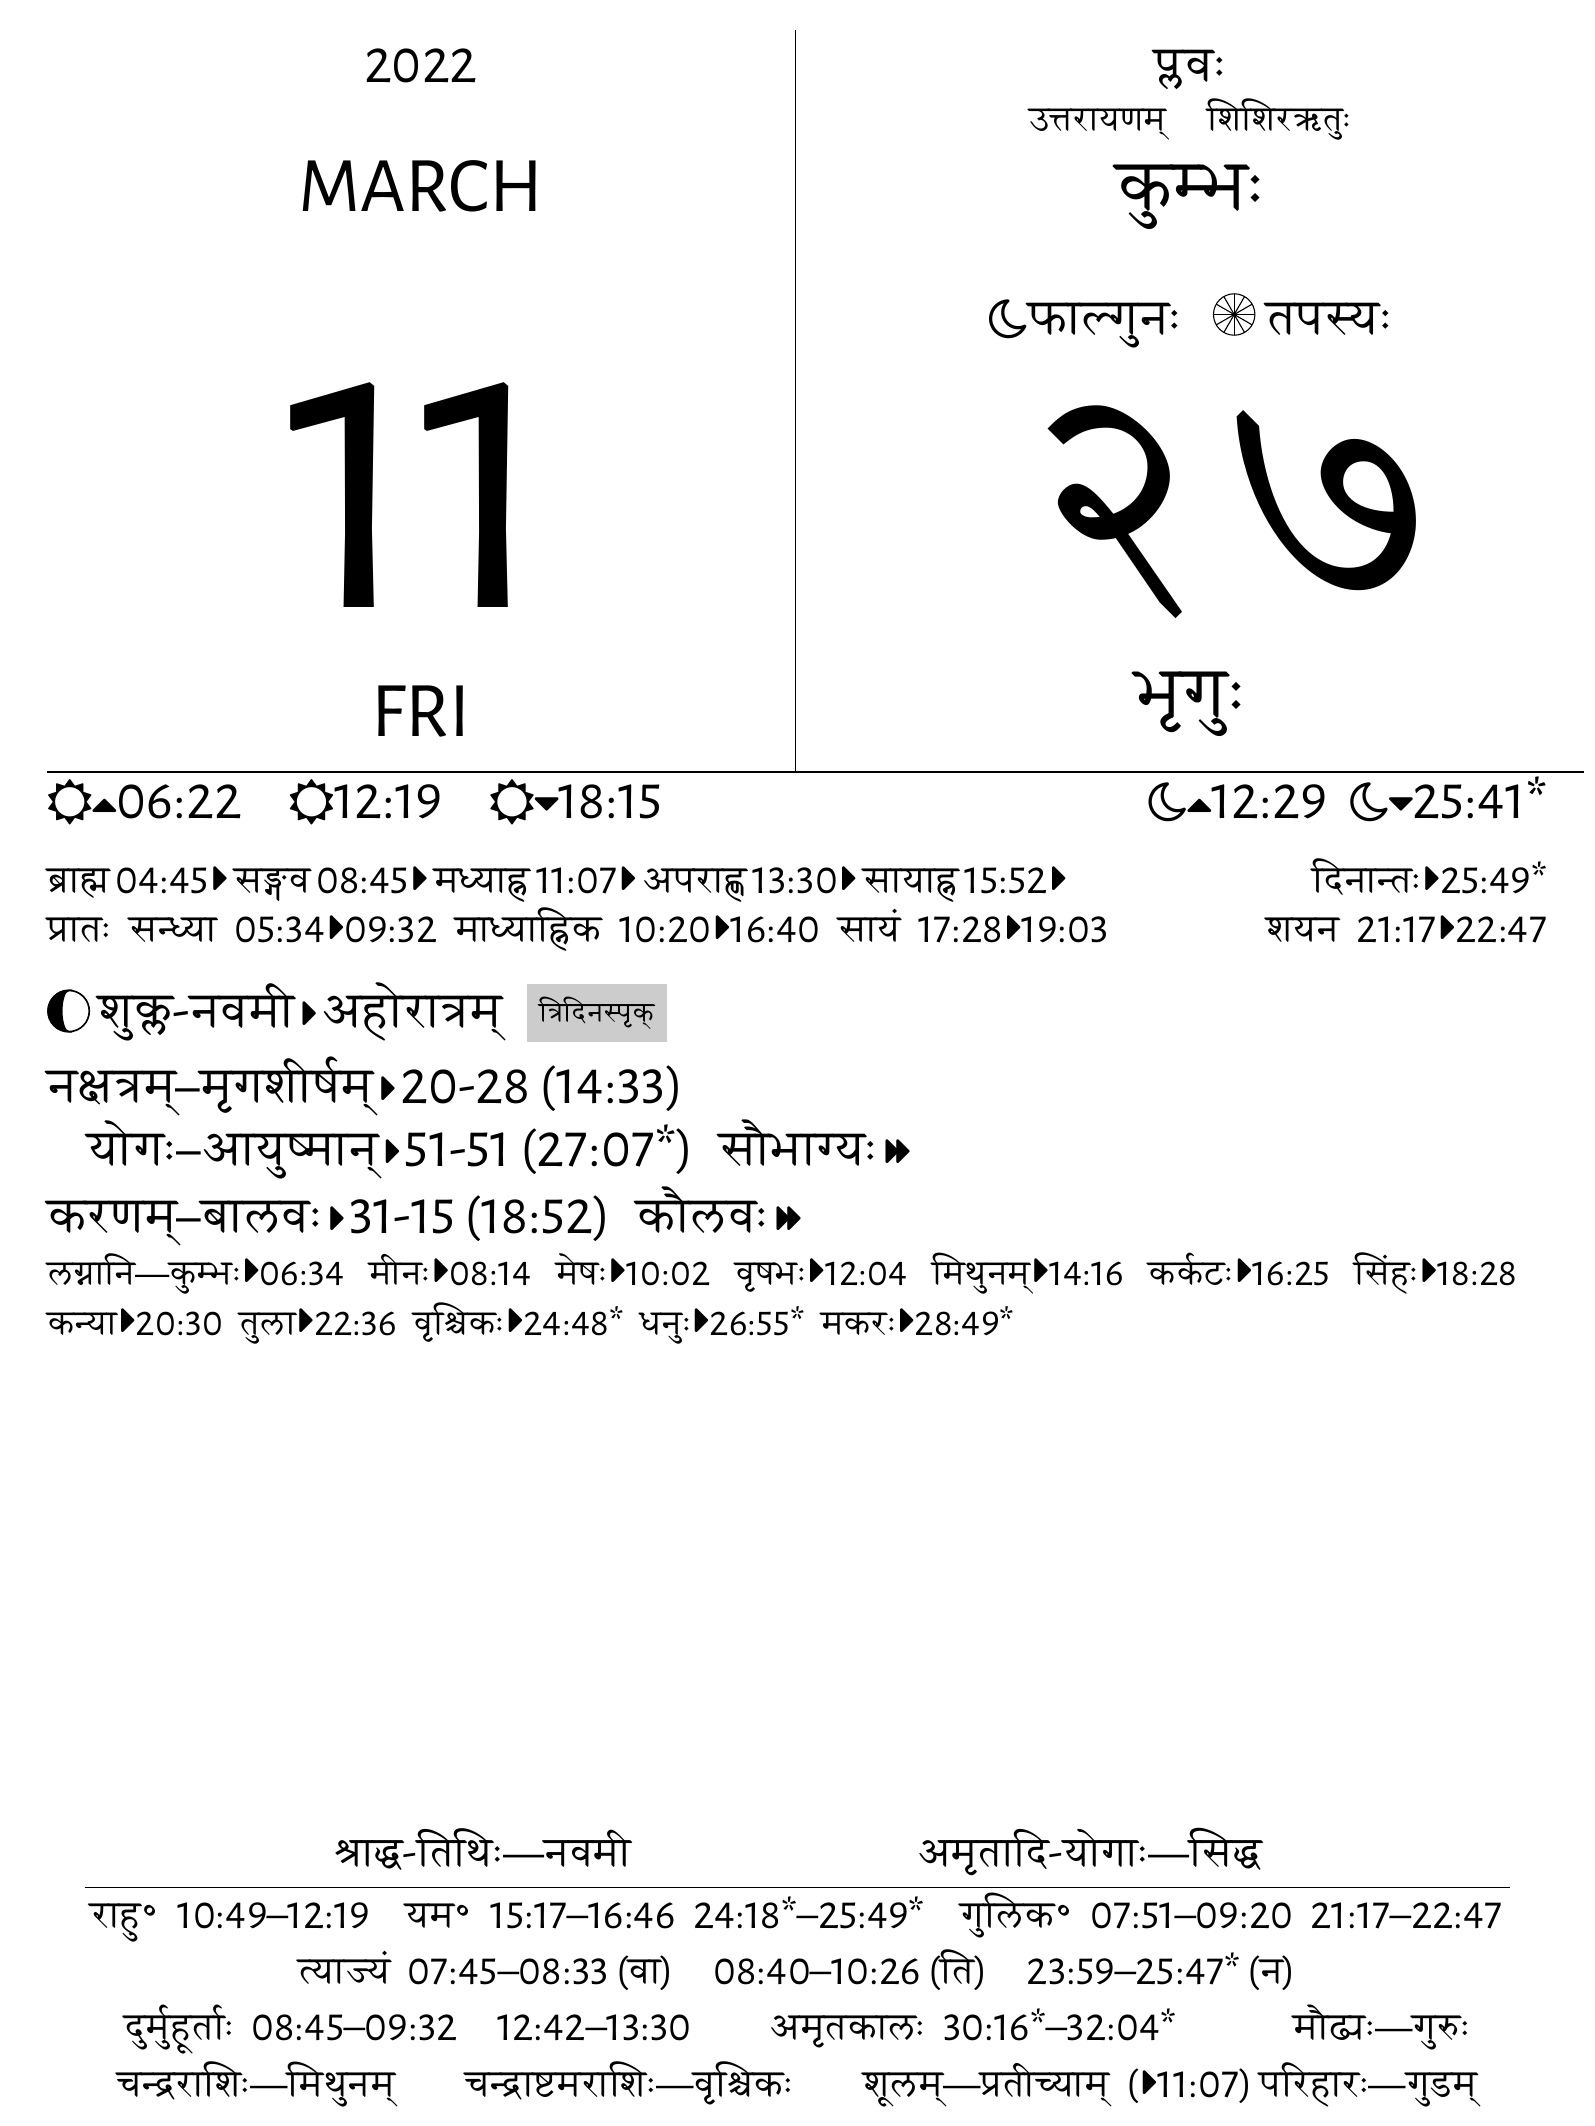 2022
MARCH
11
FRI
प्लवः
उत्तरायणम् शिशिरऋतुः
कुम्भः
फाल्गुनः तपस्यः
२७
भृगुः
06:22 12:19 18:15 12:29 25:41*
ब्राह्म 04:45 सङ्गव 08:45 मध्याह्न 11:07 अपराह्ण 13:30 सायाह्न 15:52 दिनान्तः 25:49*
प्रातः सन्ध्या 05:34 09:32 माध्याह्निक 10:20 16:40 सायं 17:28 19:03 शयन 21:17 22:47
शुक्ल-नवमी अहोरात्रम् त्रिदिनस्पृक्
नक्षत्रम्–मृगशीर्षम् 20-28 (14:33)
योगः–आयुष्मान् 51-51 (27:07*) सौभाग्यः
करणम्–बालवः 31-15 (18:52) कौलवः
लग्नानि—कुम्भः 06:34 मीनः 08:14 मेषः 10:02 वृषभः 12:04 मिथुनम् 14:16 कर्कटः 16:25 सिंहः 18:28
कन्या 20:30 तुला 22:36 वृश्चिकः 24:48* धनुः 26:55* मकरः 28:49*
श्राद्ध-तिथिः—नवमी अमृतादि-योगाः—सिद्ध
राहु° 10:49–12:19 यम° 15:17–16:46 24:18*–25:49* गुलिक° 07:51–09:20 21:17–22:47
त्याज्यं 07:45–08:33 (वा) 08:40–10:26 (ति) 23:59–25:47* (न)
दुर्मुहूर्ताः 08:45–09:32 12:42–13:30 अमृतकालः 30:16*–32:04* मौढ्यः—गुरुः
चन्द्रराशिः—मिथुनम् चन्द्राष्टमराशिः—वृश्चिकः शूलम्—प्रतीच्याम् (11:07) परिहारः—गुडम्